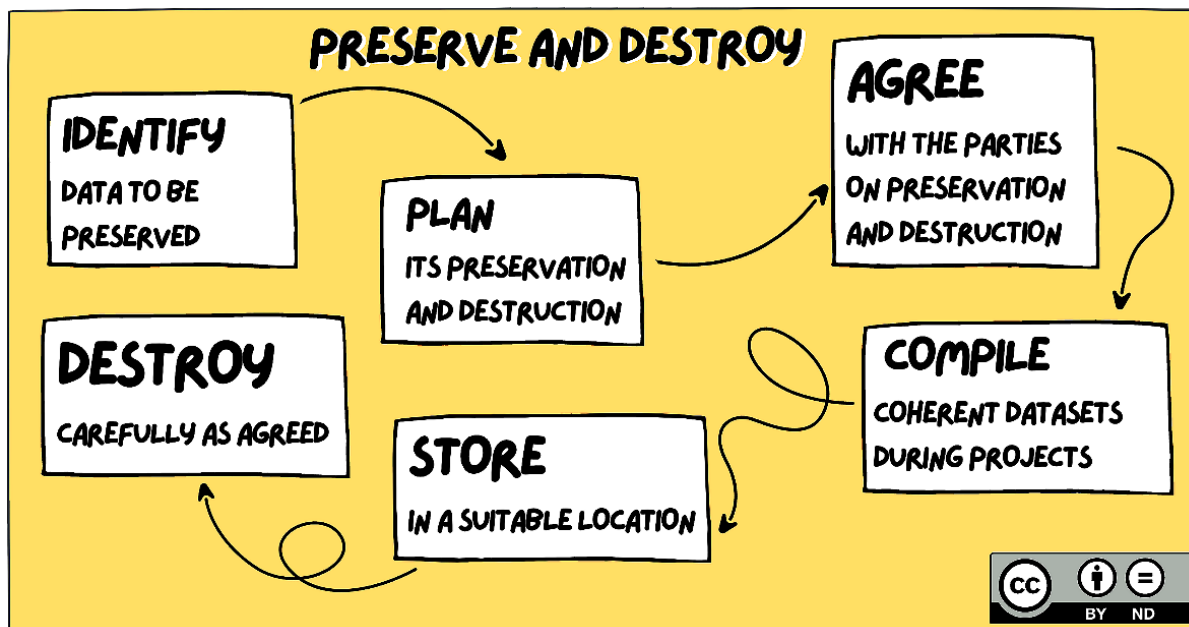 PRESERVE AND DESTROY
IDENTIFY
DATA TO BE
PRESERVED
PLAN
ITS PRESERVATION
AND DESTRUCTION
AGREE
WITH THE PARTIES
ON PRESERVATION
AND DESTRUCTION
COMPILE
COHERENT DATASETS
DURING PROJECTS
STORE
IN A SUITABLE LOCATION
DESTROY
CAREFULLY AS AGREED
CC
BY ND